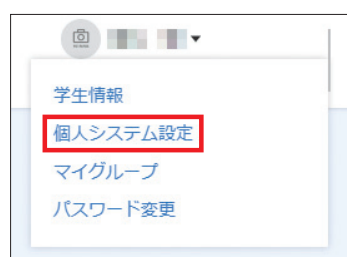 学生情報
個人システム設定
マイグループ
パスワード変更